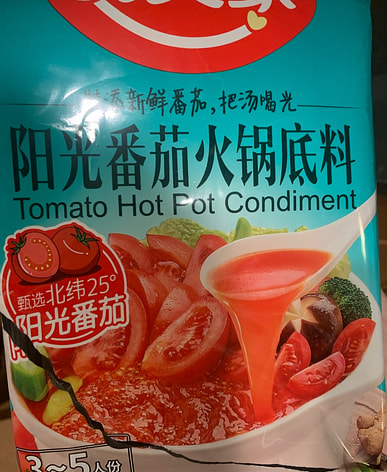 添新鲜番茄,把汤喝光
阳光番茄火锅底料
Tomato Hot Pot Condiment
甄选北纬25°
阳光番茄
3~5人份